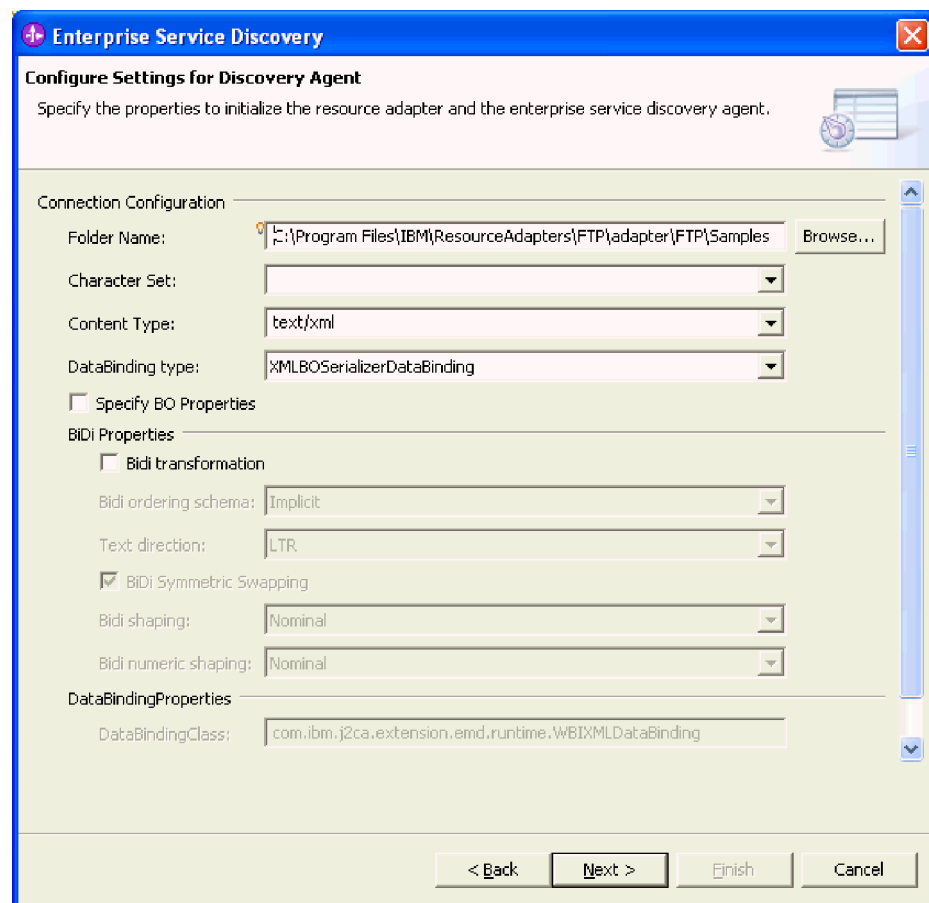 Enterprise Service Discovery
Configure Settings for Discovery Agent
Specify the properties to initialize the resource adapter and the enterprise service discovery agent.
Connection Configuration
Folder Name: C:\Program Files\IBM\ResourceAdapters\FTP\adapter\FTP\Samples Browse...
Character Set:
Content Type: text/xml
DataBinding type: XMLBOSerializerDataBinding
Specify BO Properties
BiDi Properties
Bidi transformation
Bidi ordering schema: Implicit
Text direction: LTR
BiDi Symmetric Swapping
Bidi shaping: Nominal
Bidi numeric shaping: Nominal
DataBindingProperties
DataBindingClass: com.ibm.j2ca.extension.emd.runtime.WBIXMLDataBinding
< Back Next > Finish Cancel